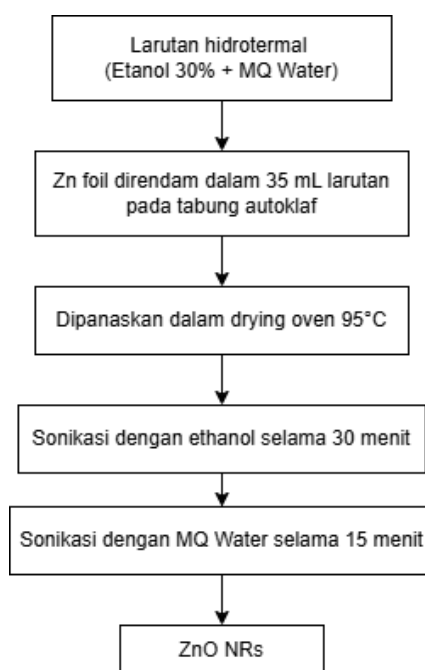 Larutan hidrotermal
(Etanol 30% + MQ Water)
Zn foil direndam dalam 35 mL larutan
pada tabung autoklaf
Dipanaskan dalam drying oven 95°C
Sonikasi dengan ethanol selama 30 menit
Sonikasi dengan MQ Water selama 15 menit
ZnO NRs